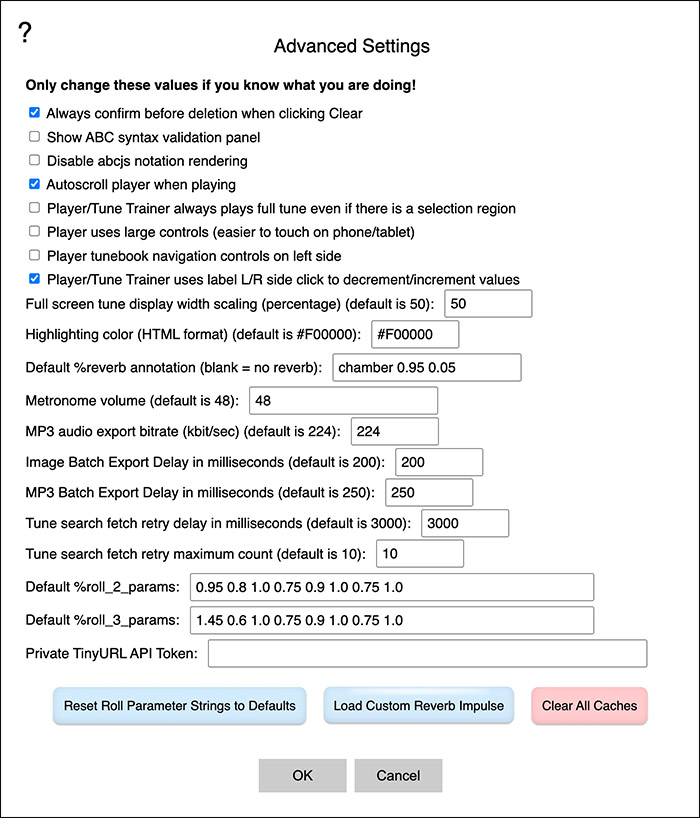 ?
Advanced Settings
Only change these values if you know what you are doing!
Always confirm before deletion when clicking Clear
Show ABC syntax validation panel
Disable abcjs notation rendering
Autoscroll player when playing
Player/Tune Trainer always plays full tune even if there is a selection region
Player uses large controls (easier to touch on phone/tablet)
Player tunebook navigation controls on left side
Player/Tune Trainer uses label L/R side click to decrement/increment values
Full screen tune display width scaling (percentage) (default is 50): 50
Highlighting color (HTML format) (default is #F00000): #F00000
Default %reverb annotation (blank = no reverb): chamber 0.95 0.05
Metronome volume (default is 48): 48
MP3 audio export bitrate (kbit/sec) (default is 224): 224
Image Batch Export Delay in milliseconds (default is 200): 200
MP3 Batch Export Delay in milliseconds (default is 250): 250
Tune search fetch retry delay in milliseconds (default is 3000): 3000
Tune search fetch retry maximum count (default is 10): 10
Default %roll_2_params: 0.95 0.8 1.0 0.75 0.9 1.0 0.75 1.0
Default %roll_3_params: 1.45 0.6 1.0 0.75 0.9 1.0 0.75 1.0
Private TinyURL API Token:
Reset Roll Parameter Strings to Defaults Load Custom Reverb Impulse Clear All Caches
OK Cancel